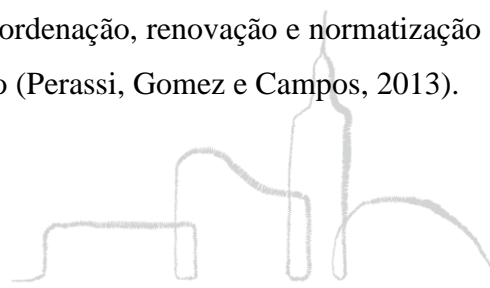 ordenação, renovação e normatização
o (Perassi, Gomez e Campos, 2013).